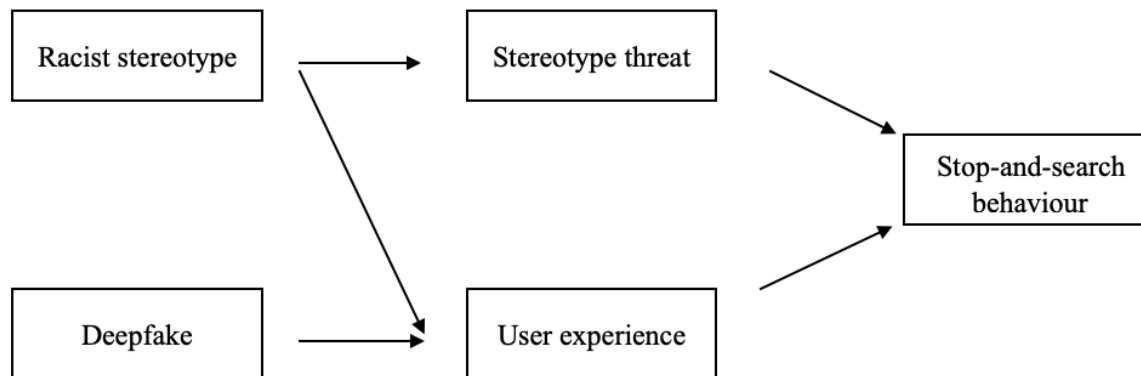 Racist stereotype
Stereotype threat
Stop-and-search
behaviour
Deepfake
User experience